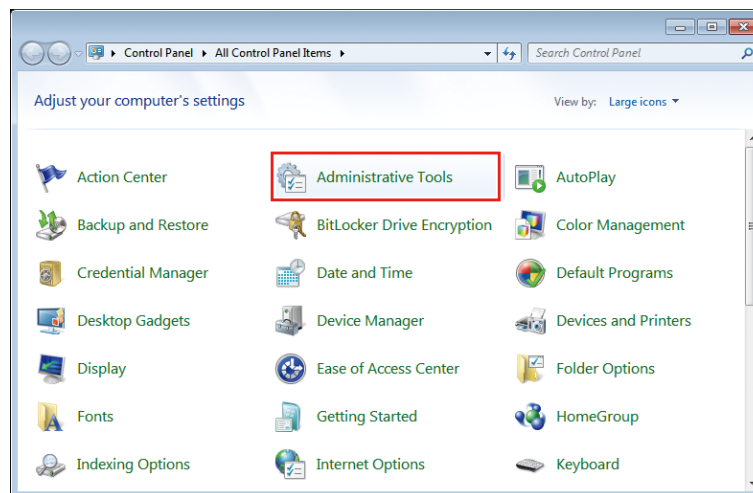 Control Panel ▸ All Control Panel Items ▸ Search Control Panel
Adjust your computer's settings View by: Large icons
Action Center Administrative Tools AutoPlay
Backup and Restore BitLocker Drive Encryption Color Management
Credential Manager Date and Time Default Programs
Desktop Gadgets Device Manager Devices and Printers
Display Ease of Access Center Folder Options
Fonts Getting Started HomeGroup
Indexing Options Internet Options Keyboard